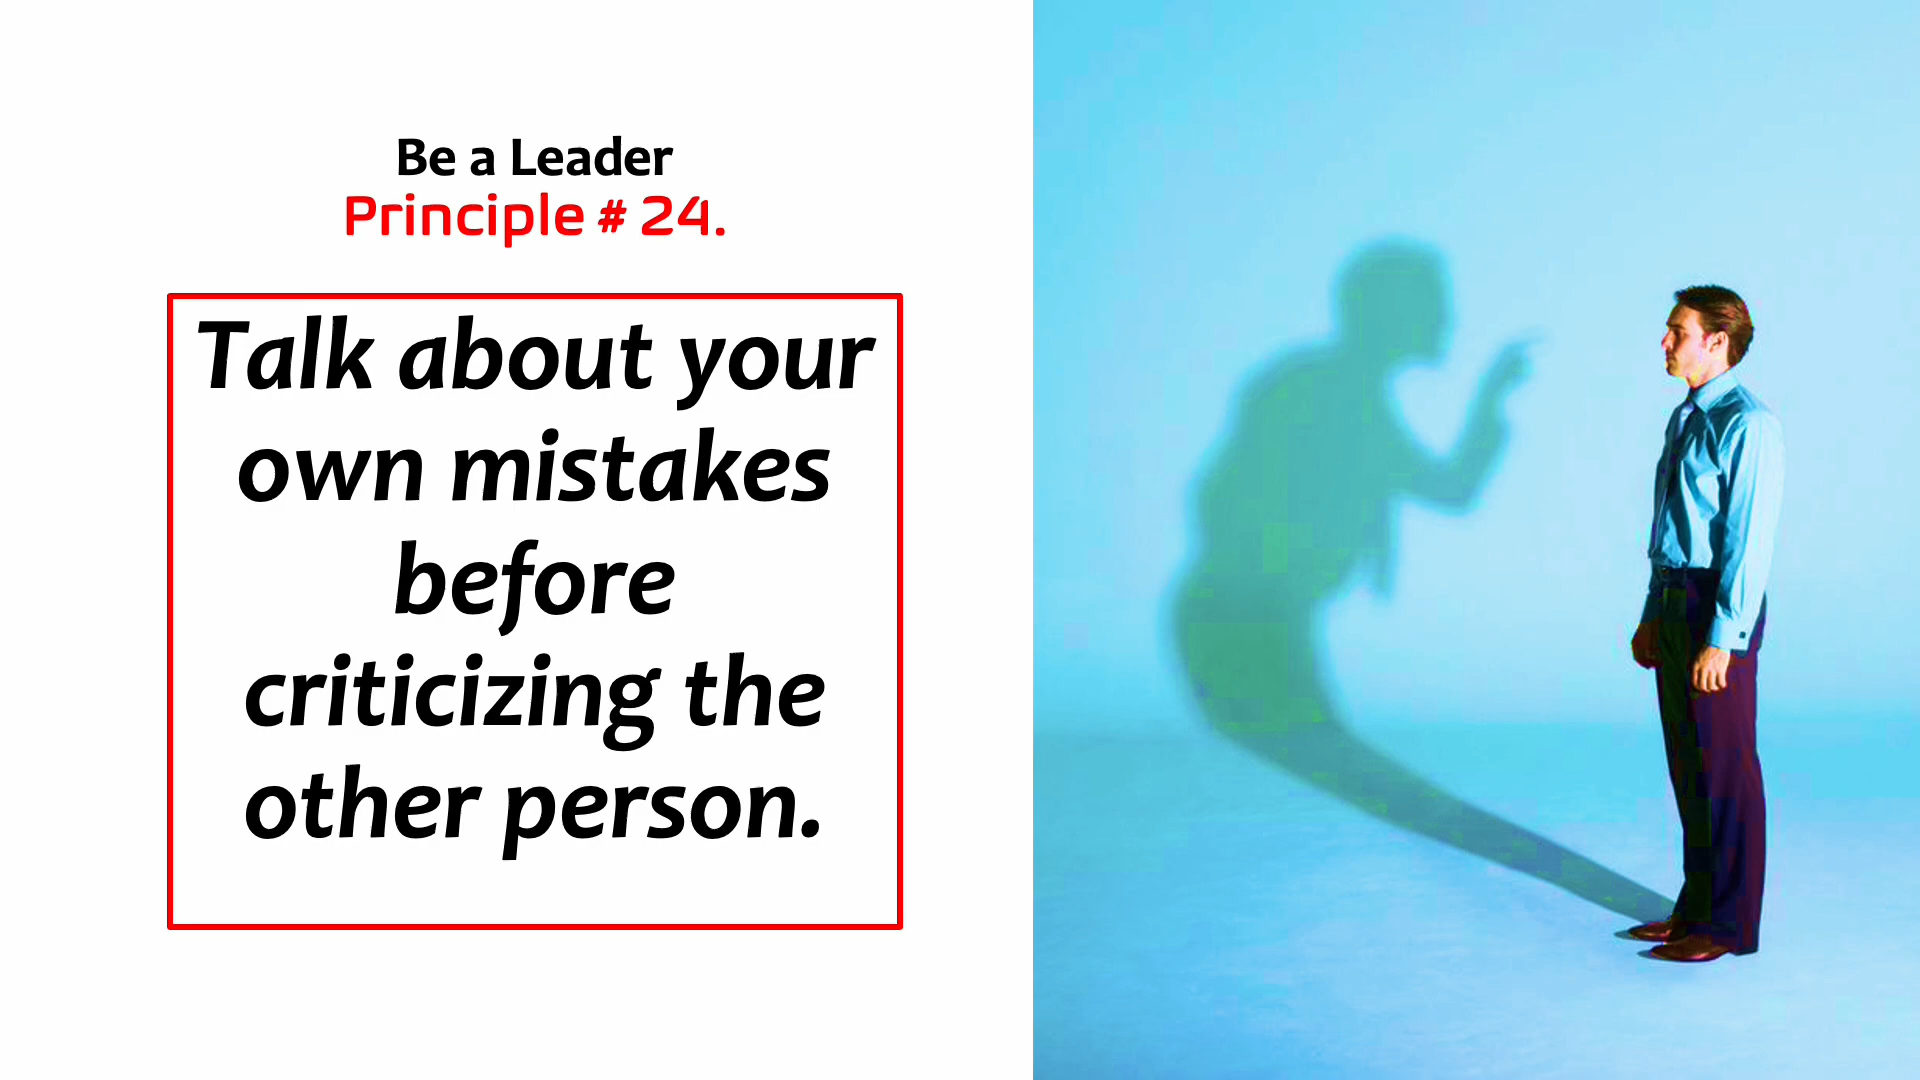 Be a Leader
Principle # 24.
Talk about your
own mistakes
before
criticizing the
other person.